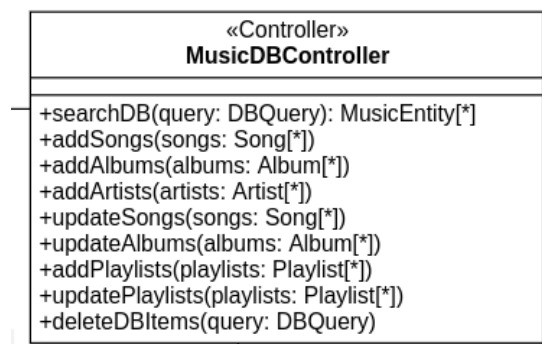 «Controller»
MusicDBController
+searchDB(query: DBQuery): MusicEntity[*]
+addSongs(songs: Song[*])
+addAlbums(albums: Album[*])
+addArtists(artists: Artist[*])
+updateSongs(songs: Song[*])
+updateAlbums(albums: Album[*])
+addPlaylists(playlists: Playlist[*])
+updatePlaylists(playlists: Playlist[*])
+deleteDBItems(query: DBQuery)